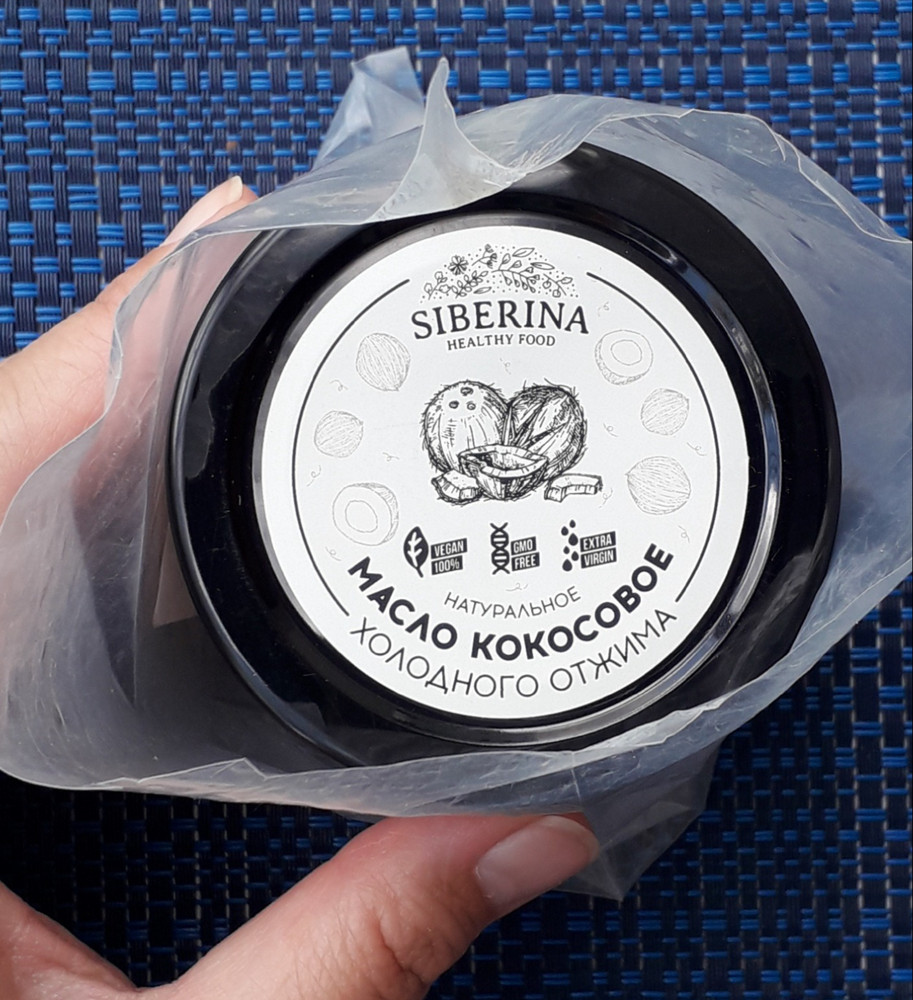 SIBERINA
HEALTHY FOOD
VEGAN
100%
GMO
FREE
EXTRA
VIRGIN
НАТУРАЛЬНОЕ
МАСЛО КОКОСОВОЕ
ХОЛОДНОГО ОТЖИМА